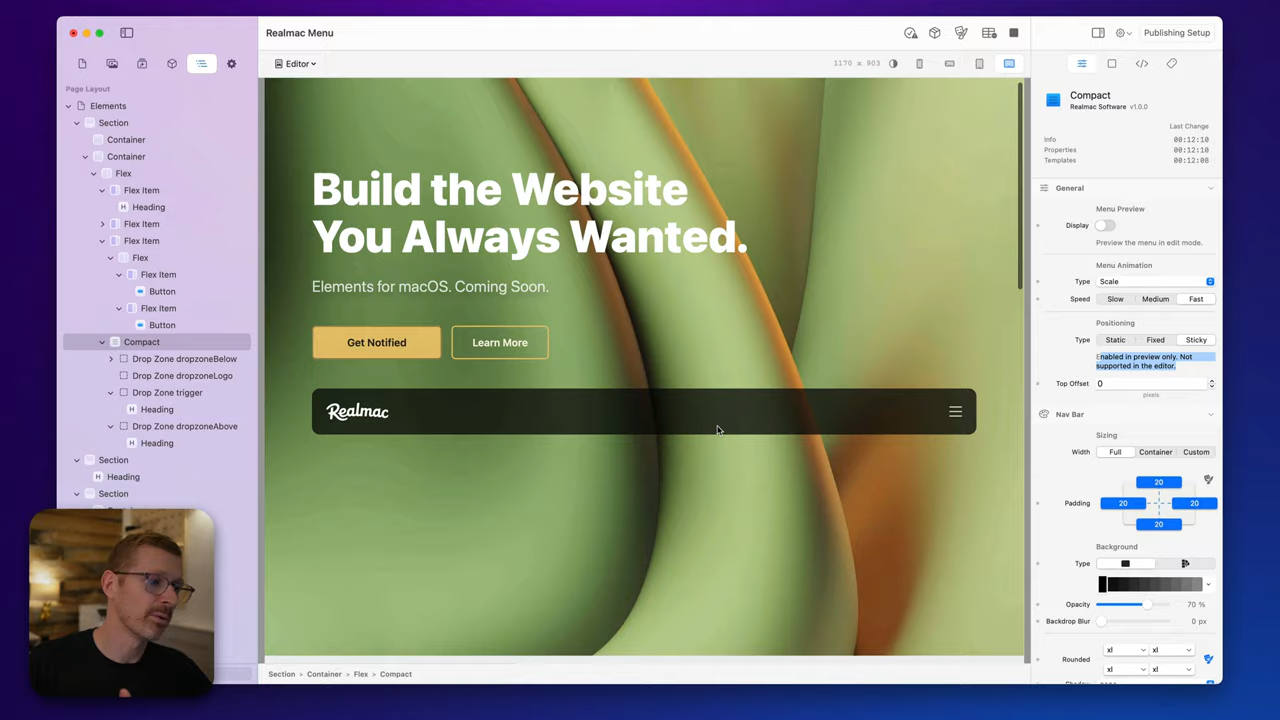 Realmac Menu
Publishing Setup
Editor
1170 x 903
Page Layout
Elements
Section
Container
Container
Flex
Flex Item
Heading
Flex Item
Flex Item
Flex
Flex Item
Button
Flex Item
Button
Compact
Drop Zone dropzoneBelow
Drop Zone dropzoneLogo
Drop Zone trigger
Heading
Drop Zone dropzoneAbove
Heading
Section
Heading
Section
Build the Website
You Always Wanted.
Elements for macOS. Coming Soon.
Get Notified
Learn More
Realmac
Section > Container > Flex > Compact
Compact
Realmac Software v1.0.0
Last Change
Info 00:12:10
Properties 00:12:10
Templates 00:12:08
General
Menu Preview
Display
Preview the menu in edit mode.
Menu Animation
Type Scale
Speed Slow Medium Fast
Positioning
Type Static Fixed Sticky
Enabled in preview only. Not
supported in the editor.
Top Offset 0
pixels
Nav Bar
Sizing
Width Full Container Custom
20
Padding 20 20
20
Background
Type
Opacity 70 %
Backdrop Blur 0 px
xl xl
Rounded
xl xl